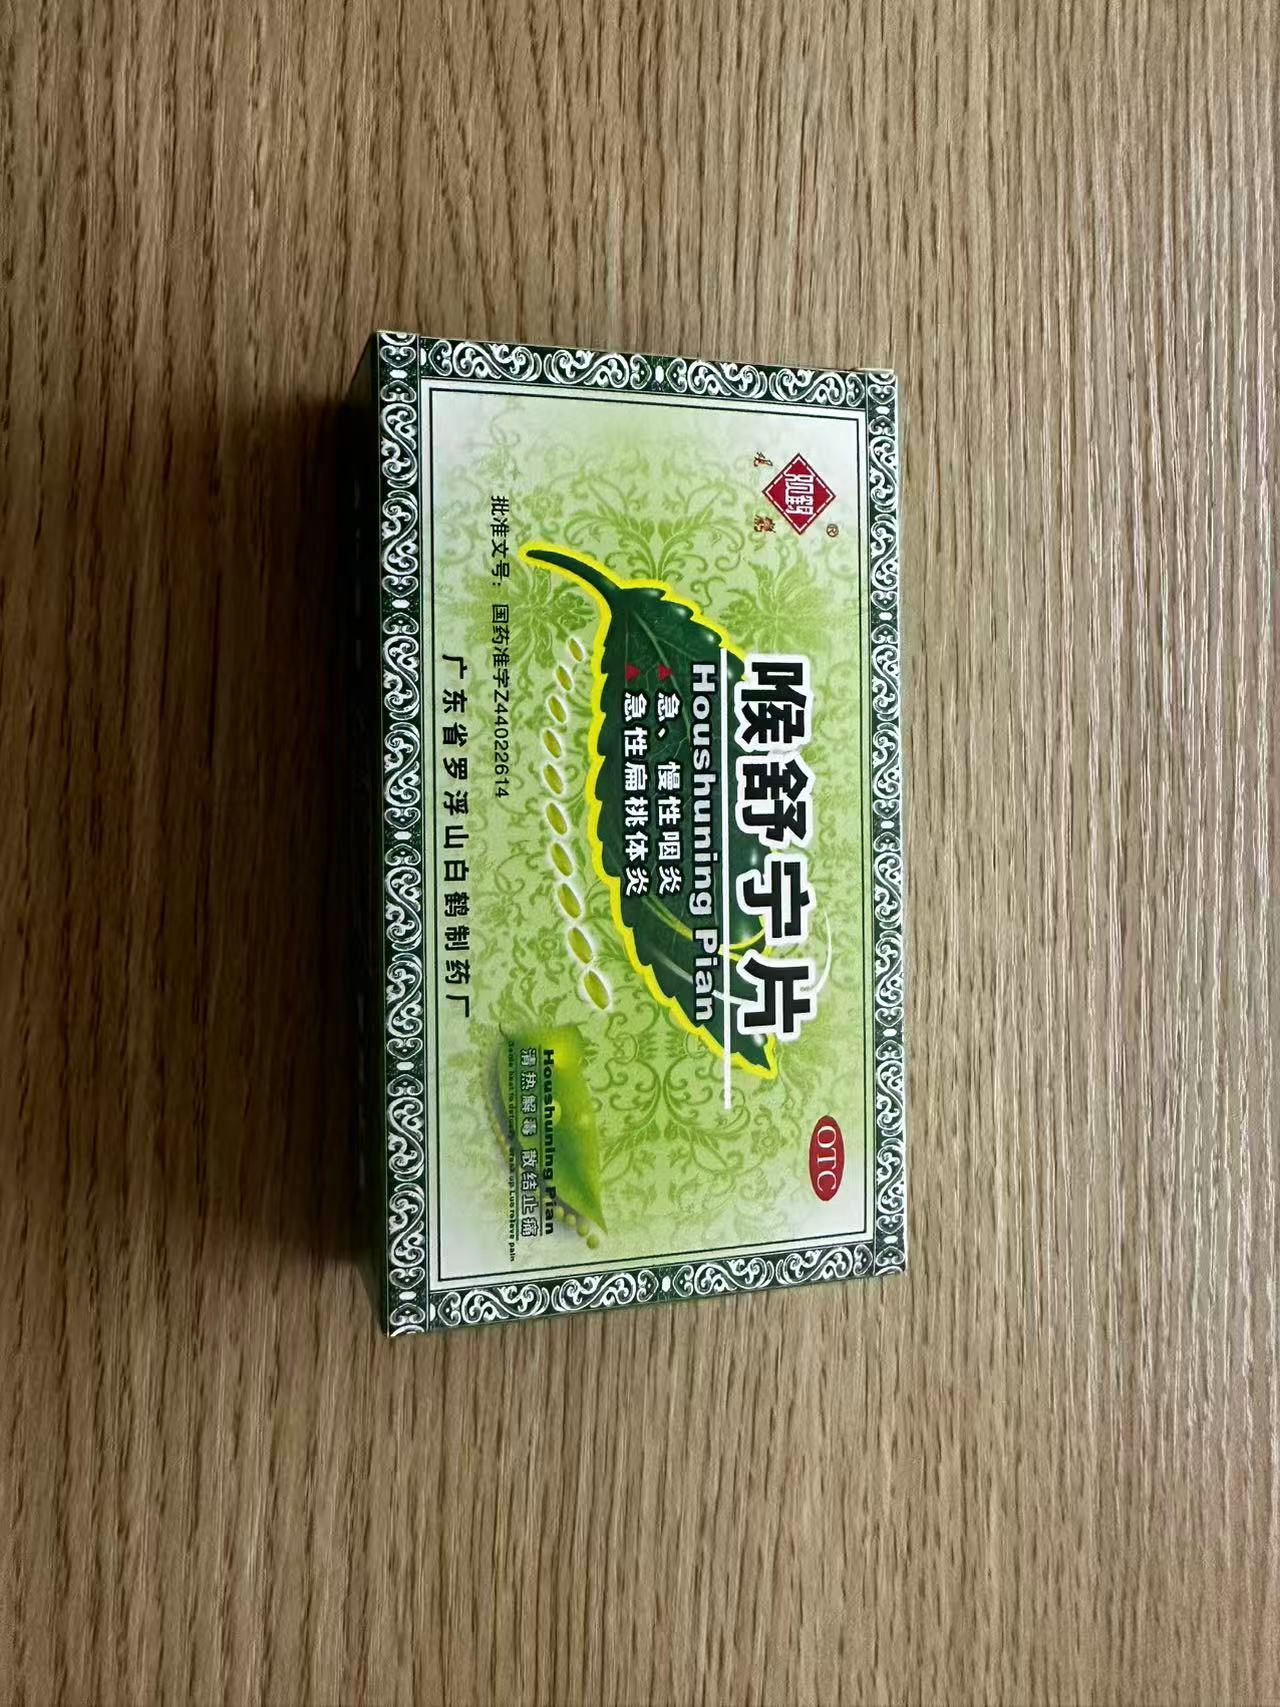 观鹤
®
喉舒宁片
Houshuning Pian
OTC
▲急、慢性咽炎
▲急性扁桃体炎
Houshuning Pian
清热解毒 散结止痛
批准文号：国药准字Z44022614
广东省罗浮山白鹤制药厂